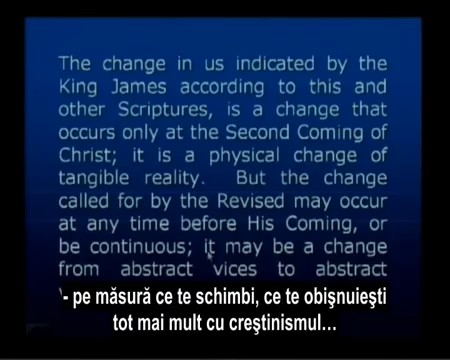 The change in us indicated by the
King James according to this and
other Scriptures, is a change that
occurs only at the Second Coming of
Christ; it is a physical change of
tangible reality. But the change
called for by the Revised may occur
at any time before His Coming, or
be continuous; it may be a change
from abstract vices to abstract
- pe măsură ce te schimbi, ce te obişnuieşti
tot mai mult cu creştinismul...